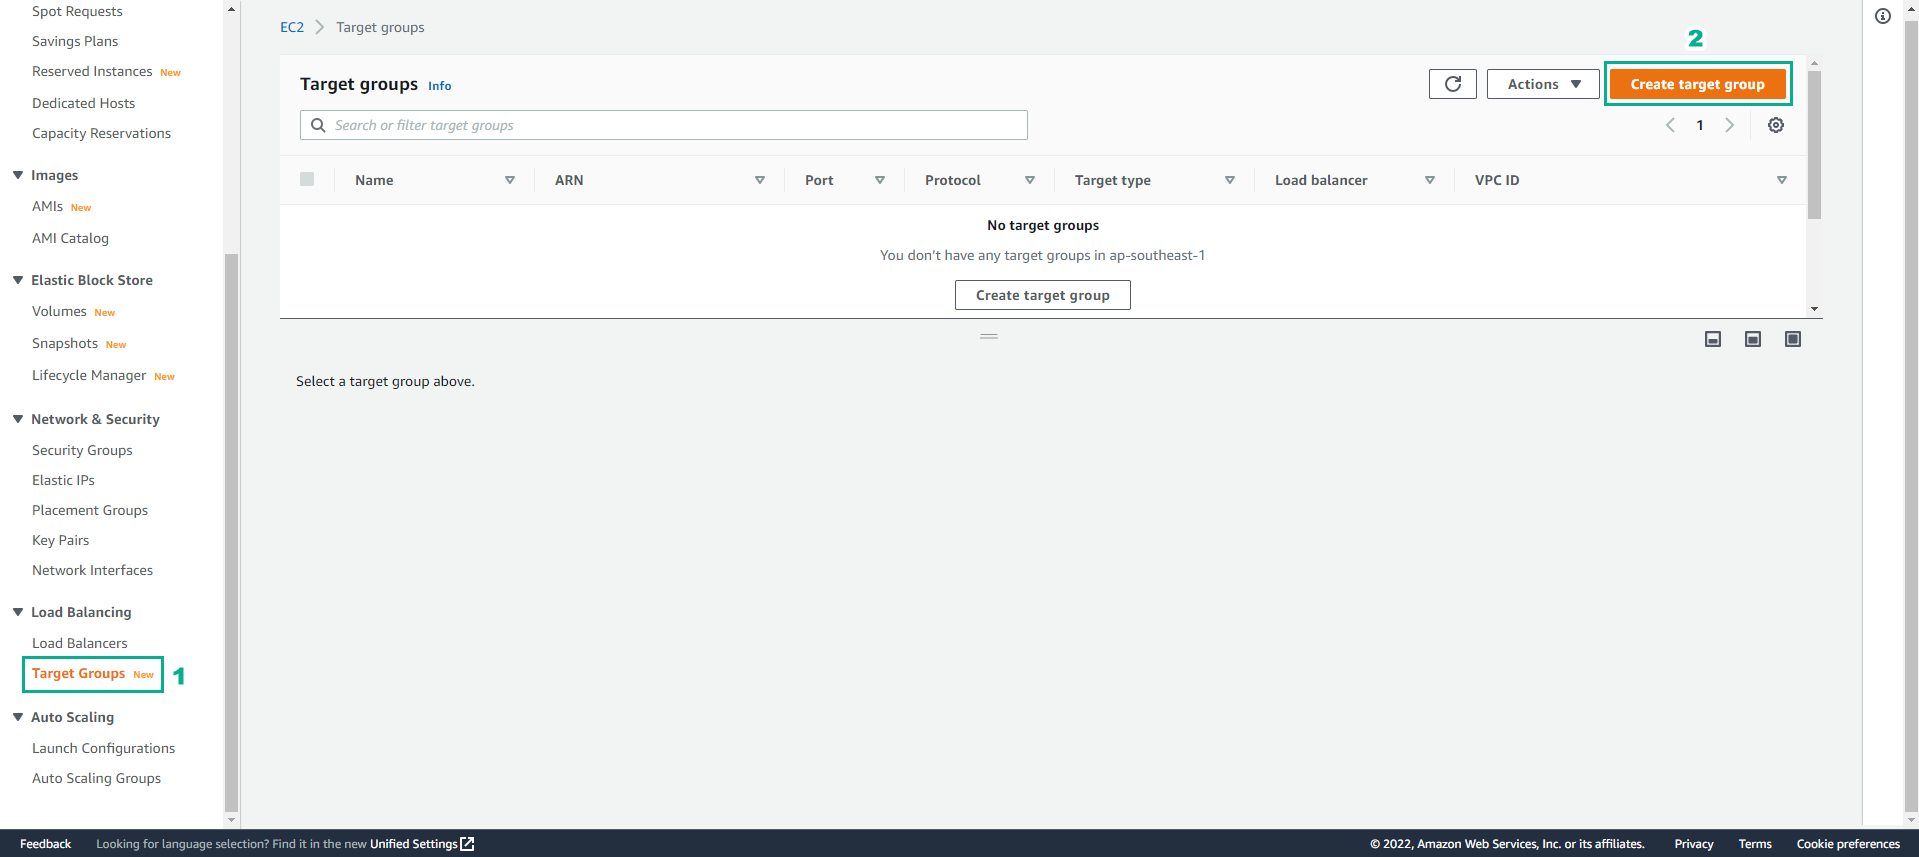 Spot Requests
Savings Plans
Reserved Instances New
Dedicated Hosts
Capacity Reservations
Images
AMIs New
AMI Catalog
Elastic Block Store
Volumes New
Snapshots New
Lifecycle Manager New
Network & Security
Security Groups
Elastic IPs
Placement Groups
Key Pairs
Network Interfaces
Load Balancing
Load Balancers
Target Groups New 1
Auto Scaling
Launch Configurations
Auto Scaling Groups
EC2 Target groups
2
Target groups Info Actions Create target group
Search or filter target groups 1
Name ARN Port Protocol Target type Load balancer VPC ID
No target groups
You don't have any target groups in ap-southeast-1
Create target group
Select a target group above.
Feedback Looking for language selection? Find it in the new Unified Settings © 2022, Amazon Web Services, Inc. or its affiliates. Privacy Terms Cookie preferences